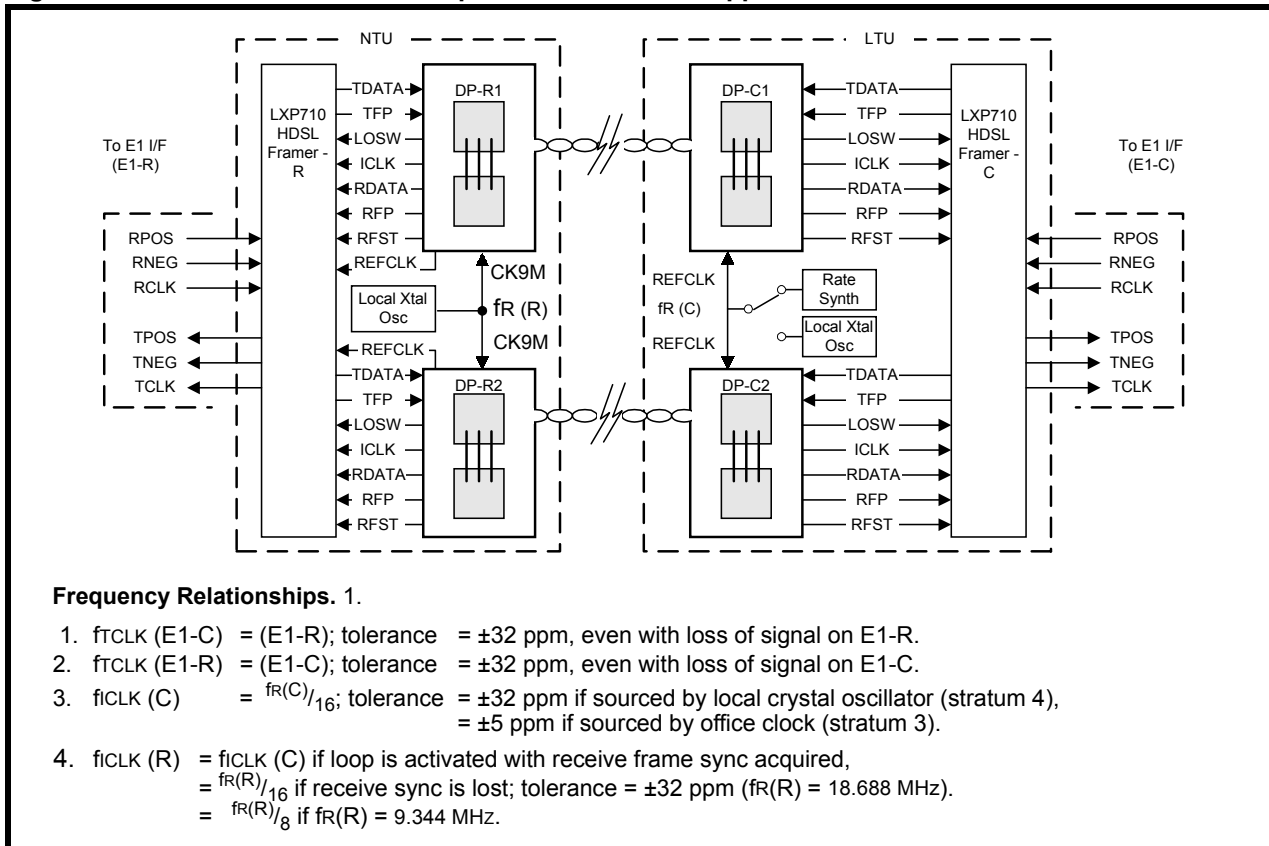 NTU
LTU
To E1 I/F
(E1-R)
RPOS
RNEG
RCLK
TPOS
TNEG
TCLK
LXP710
HDSL
Framer -
R
TDATA
TFP
LOSW
ICLK
RDATA
RFP
RFST
REFCLK
DP-R1
CK9M
Local Xtal
Osc
fR (R)
CK9M
REFCLK
TDATA
TFP
LOSW
ICLK
RDATA
RFP
RFST
DP-R2
DP-C1
TDATA
TFP
LOSW
ICLK
RDATA
RFP
RFST
REFCLK
fR (C)
REFCLK
Rate
Synth
Local Xtal
Osc
DP-C2
TDATA
TFP
LOSW
ICLK
RDATA
RFP
RFST
LXP710
HDSL
Framer -
C
To E1 I/F
(E1-C)
RPOS
RNEG
RCLK
TPOS
TNEG
TCLK
Frequency Relationships. 1.
1. fTCLK (E1-C) = (E1-R); tolerance = ±32 ppm, even with loss of signal on E1-R.
2. fTCLK (E1-R) = (E1-C); tolerance = ±32 ppm, even with loss of signal on E1-C.
3. fICLK (C) = fR(C)/16; tolerance = ±32 ppm if sourced by local crystal oscillator (stratum 4),
= ±5 ppm if sourced by office clock (stratum 3).
4. fICLK (R) = fICLK (C) if loop is activated with receive frame sync acquired,
= fR(R)/16 if receive sync is lost; tolerance = ±32 ppm (fR(R) = 18.688 MHz).
= fR(R)/8 if fR(R) = 9.344 MHz.